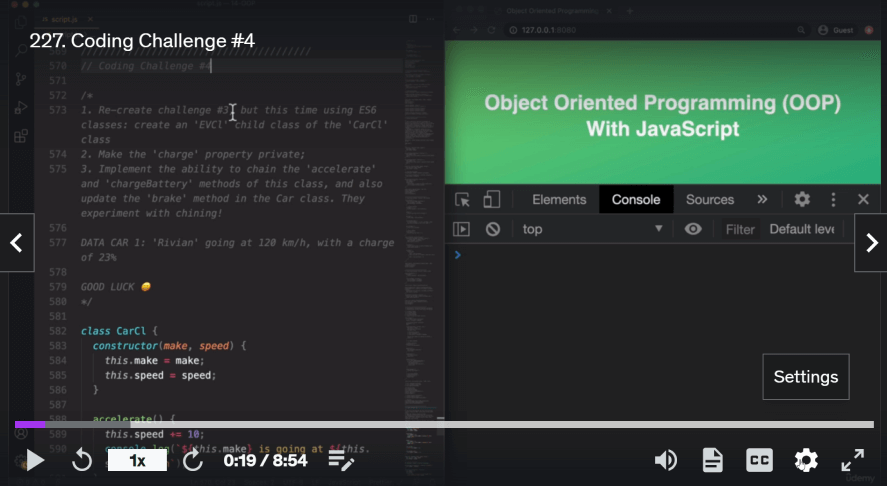 script.js
Object Oriented Programming
127.0.0.1:8080
Guest
227. Coding Challenge #4
570 // Coding Challenge #4
571
572 /*
573 1. Re-create challenge #3, but this time using ES6
classes: create an 'EVCl' child class of the 'CarCl'
class
574 2. Make the 'charge' property private;
575 3. Implement the ability to chain the 'accelerate'
and 'chargeBattery' methods of this class, and also
update the 'brake' method in the Car class. They
experiment with chining!
576
577 DATA CAR 1: 'Rivian' going at 120 km/h, with a charge
of 23%
578
579 GOOD LUCK 😀
580 */
581
582 class CarCl {
583 constructor(make, speed) {
584 this.make = make;
585 this.speed = speed;
586 }
587
588 accelerate() {
589 this.speed += 10;
590 console.log(`${this.make} is going at ${this.
Object Oriented Programming (OOP)
With JavaScript
Elements Console Sources »
top Filter Default leve
Settings
1x 0:19 / 8:54 CC
udemy